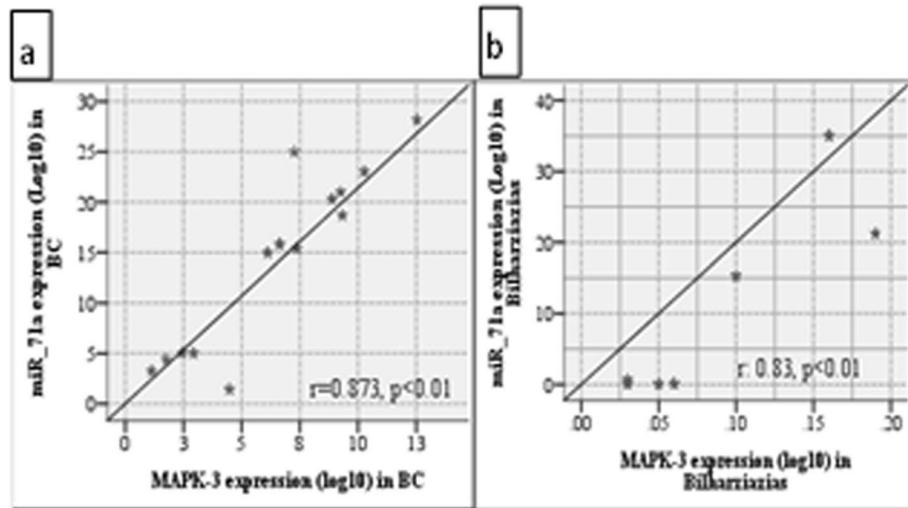 a
miR_71a expression (Log10) in
BC
30
25
20
15
10
5
0
r=0.873, p<0.01
0 3 5 8 10 13
MAPK-3 expression (log10) in BC
b
miR_71a expression (Log10) in
Bilharziazias
40
30
20
10
0
r: 0.83, p<0.01
.00 .05 .10 .15 .20
MAPK-3 expression (log10) in
Bilharziazias